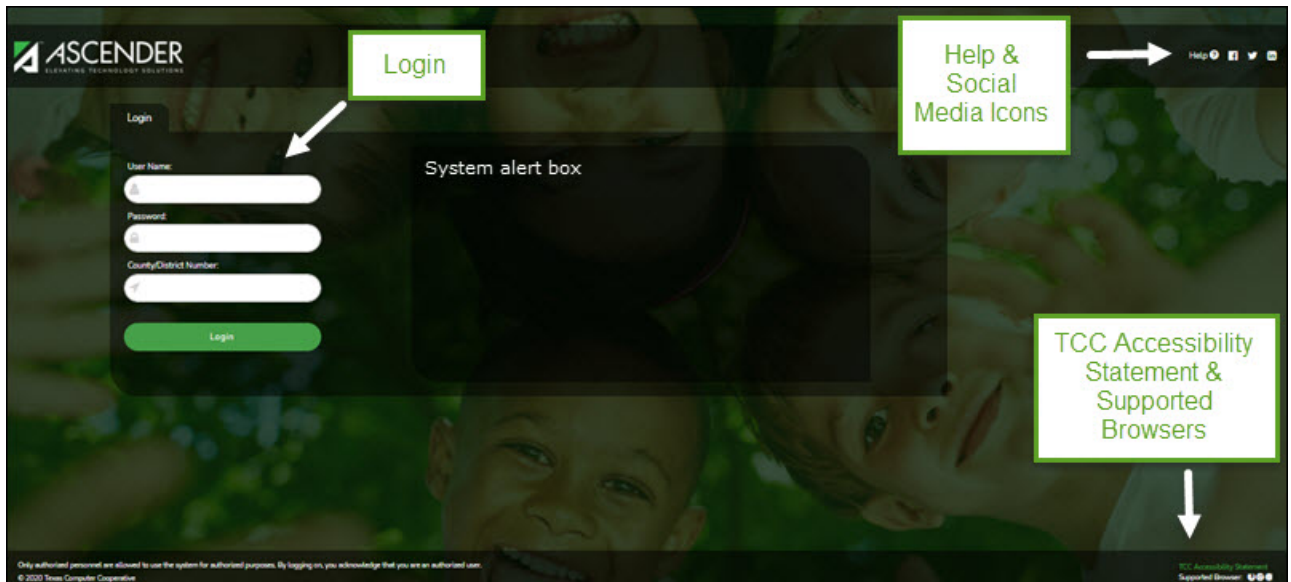 ASCENDER
ELEVATING TECHNOLOGY SOLUTIONS
Login
Help &
Social
Media Icons
Help
Login
User Name:
System alert box
Password:
County/District Number:
Login
TCC Accessibility
Statement &
Supported
Browsers
Only authorized personnel are allowed to use the system for authorized purposes. By logging on, you acknowledge that you are an authorized user.
© 2020 Texas Computer Cooperative
TCC Accessibility Statement
Supported Browser: